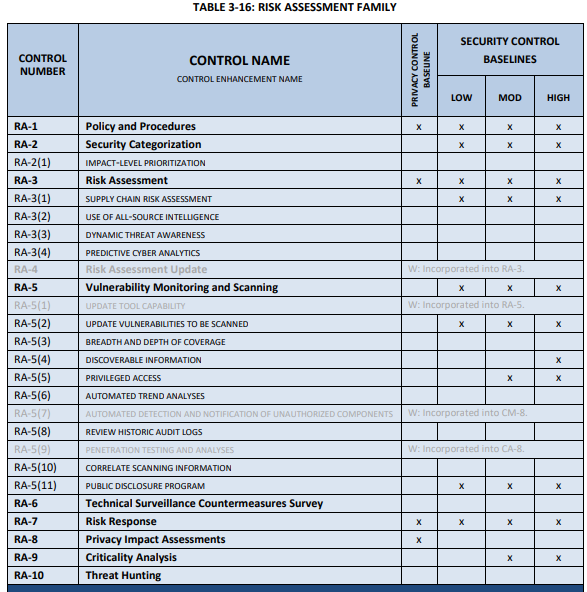 TABLE 3-16: RISK ASSESSMENT FAMILY
CONTROL NUMBER
CONTROL NAME
CONTROL ENHANCEMENT NAME
PRIVACY CONTROL BASELINE
SECURITY CONTROL BASELINES
LOW MOD HIGH
RA-1 Policy and Procedures x x x x
RA-2 Security Categorization x x x
RA-2(1) IMPACT-LEVEL PRIORITIZATION
RA-3 Risk Assessment x x x x
RA-3(1) SUPPLY CHAIN RISK ASSESSMENT x x x
RA-3(2) USE OF ALL-SOURCE INTELLIGENCE
RA-3(3) DYNAMIC THREAT AWARENESS
RA-3(4) PREDICTIVE CYBER ANALYTICS
RA-4 Risk Assessment Update W: Incorporated into RA-3.
RA-5 Vulnerability Monitoring and Scanning x x x
RA-5(1) UPDATE TOOL CAPABILITY W: Incorporated into RA-5.
RA-5(2) UPDATE VULNERABILITIES TO BE SCANNED x x x
RA-5(3) BREADTH AND DEPTH OF COVERAGE
RA-5(4) DISCOVERABLE INFORMATION x
RA-5(5) PRIVILEGED ACCESS x x
RA-5(6) AUTOMATED TREND ANALYSES
RA-5(7) AUTOMATED DETECTION AND NOTIFICATION OF UNAUTHORIZED COMPONENTS W: Incorporated into CM-8.
RA-5(8) REVIEW HISTORIC AUDIT LOGS
RA-5(9) PENETRATION TESTING AND ANALYSES W: Incorporated into CA-8.
RA-5(10) CORRELATE SCANNING INFORMATION
RA-5(11) PUBLIC DISCLOSURE PROGRAM x x x
RA-6 Technical Surveillance Countermeasures Survey
RA-7 Risk Response x x x x
RA-8 Privacy Impact Assessments x
RA-9 Criticality Analysis x x
RA-10 Threat Hunting